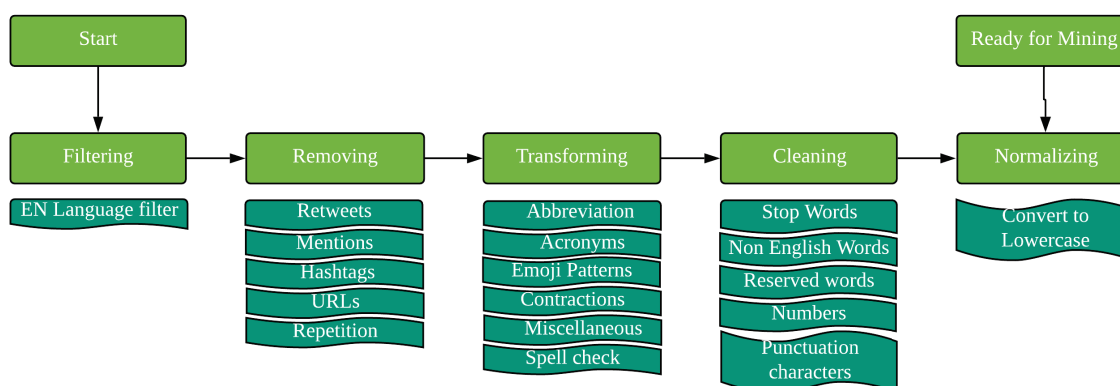 Start
Ready for Mining
Filtering
Removing
Transforming
Cleaning
Normalizing
EN Language filter
Retweets
Mentions
Hashtags
URLs
Repetition
Abbreviation
Acronyms
Emoji Patterns
Contractions
Miscellaneous
Spell check
Stop Words
Non English Words
Reserved words
Numbers
Punctuation
characters
Convert to
Lowercase